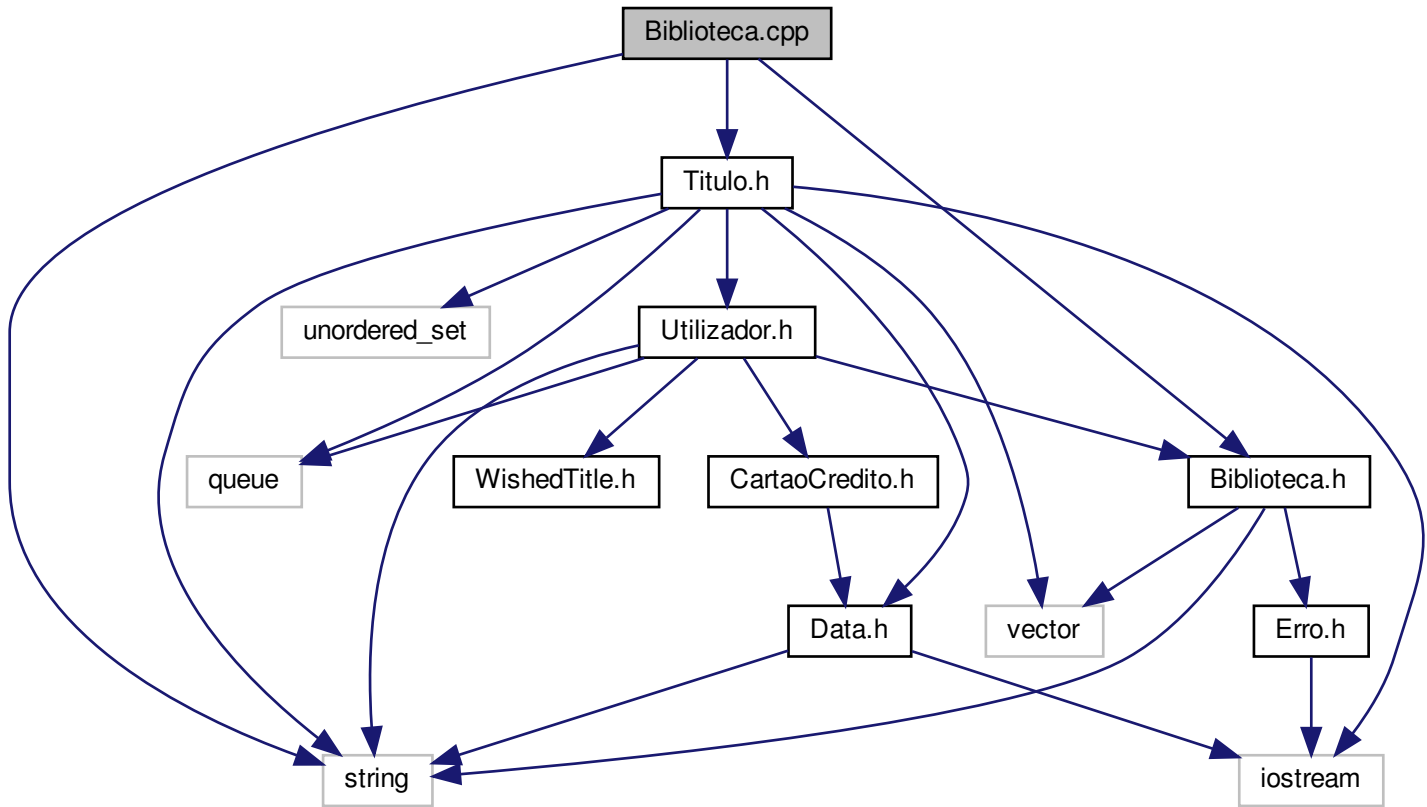 Biblioteca.cpp
Titulo.h
unordered_set
Utilizador.h
queue
WishedTitle.h
CartaoCredito.h
Biblioteca.h
Data.h
vector
Erro.h
string
iostream